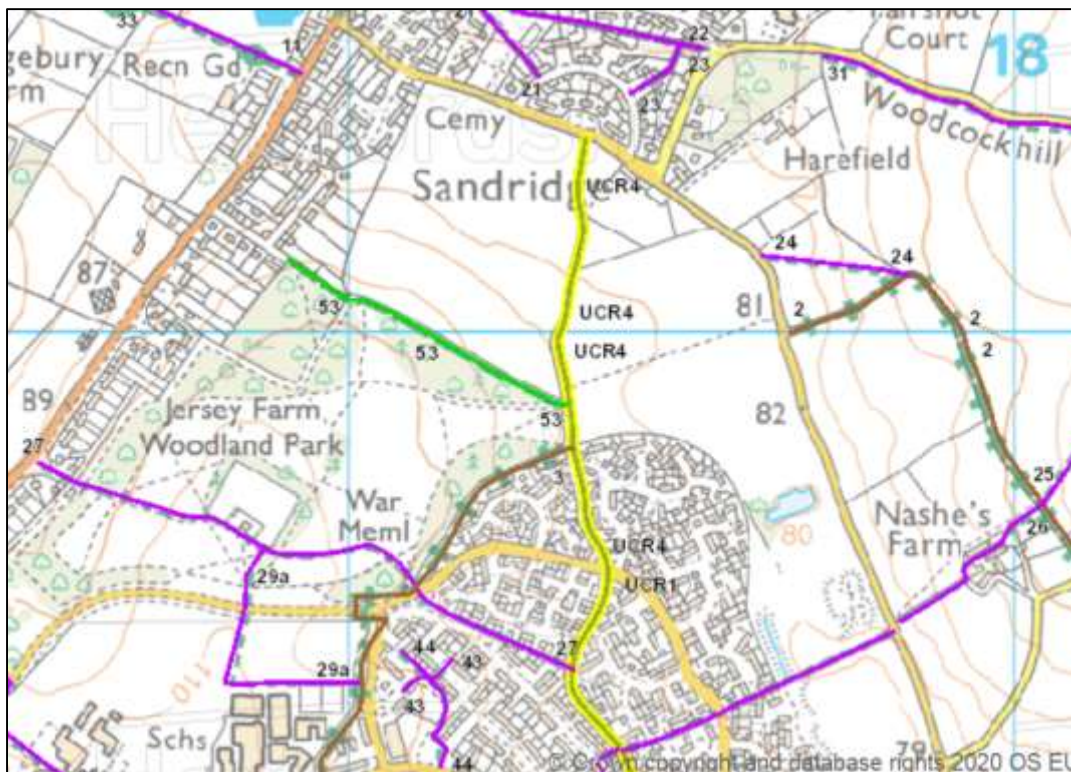 33
11
gebury
Recn Gd
rm
21
22
23
21
23
Court
18
31
Woodcockhill
Cemy
Harefield
Sandridge
UCR4
24
24
87
53
UCR4
81
2
2
53
UCR4
2
89
53
82
Jersey Farm
Woodland Park
27
3
25
War
Meml
Nashe's
Farm
80
26
UCR4
29a
UCR1
27
44
43
29a
43
110
Schs
79
44
© Crown copyright and database rights 2020 OS EU